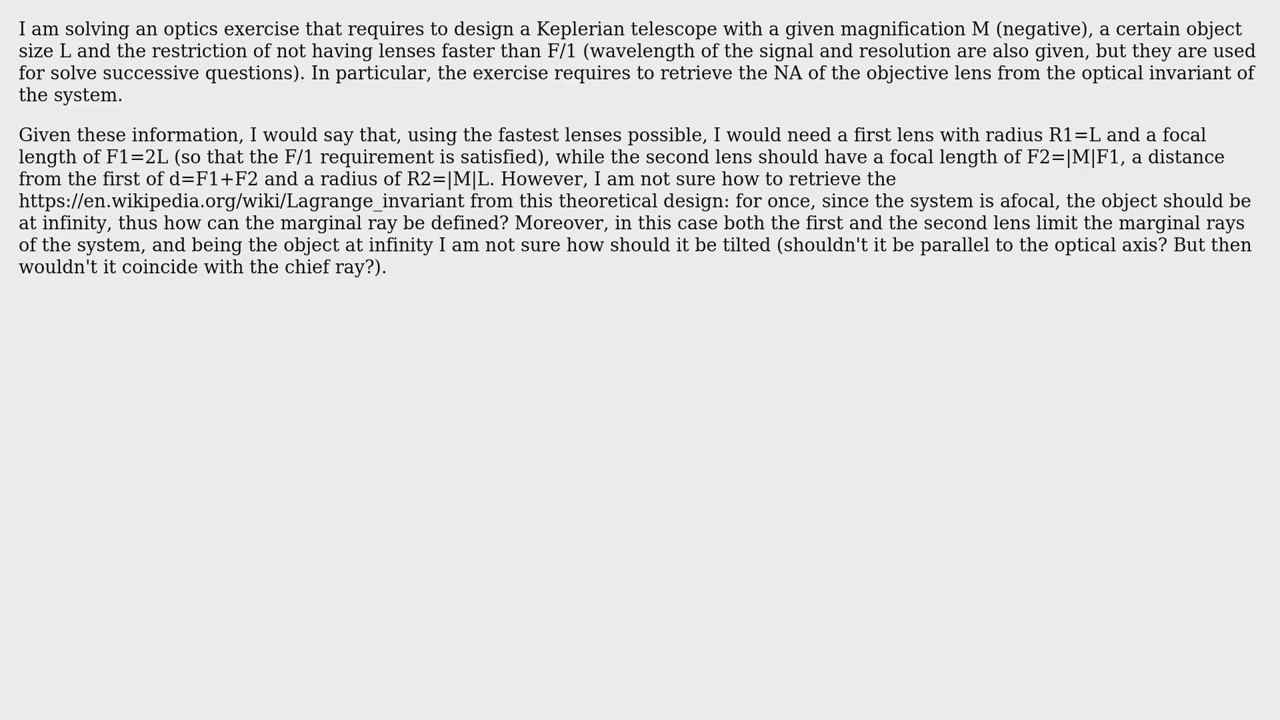 I am solving an optics exercise that requires to design a Keplerian telescope with a given magnification M (negative), a certain object
size L and the restriction of not having lenses faster than F/1 (wavelength of the signal and resolution are also given, but they are used
for solve successive questions). In particular, the exercise requires to retrieve the NA of the objective lens from the optical invariant of
the system.
Given these information, I would say that, using the fastest lenses possible, I would need a first lens with radius R1=L and a focal
length of F1=2L (so that the F/1 requirement is satisfied), while the second lens should have a focal length of F2=|M|F1, a distance
from the first of d=F1+F2 and a radius of R2=|M|L. However, I am not sure how to retrieve the
https://en.wikipedia.org/wiki/Lagrange_invariant from this theoretical design: for once, since the system is afocal, the object should be
at infinity, thus how can the marginal ray be defined? Moreover, in this case both the first and the second lens limit the marginal rays
of the system, and being the object at infinity I am not sure how should it be tilted (shouldn't it be parallel to the optical axis? But then
wouldn't it coincide with the chief ray?).